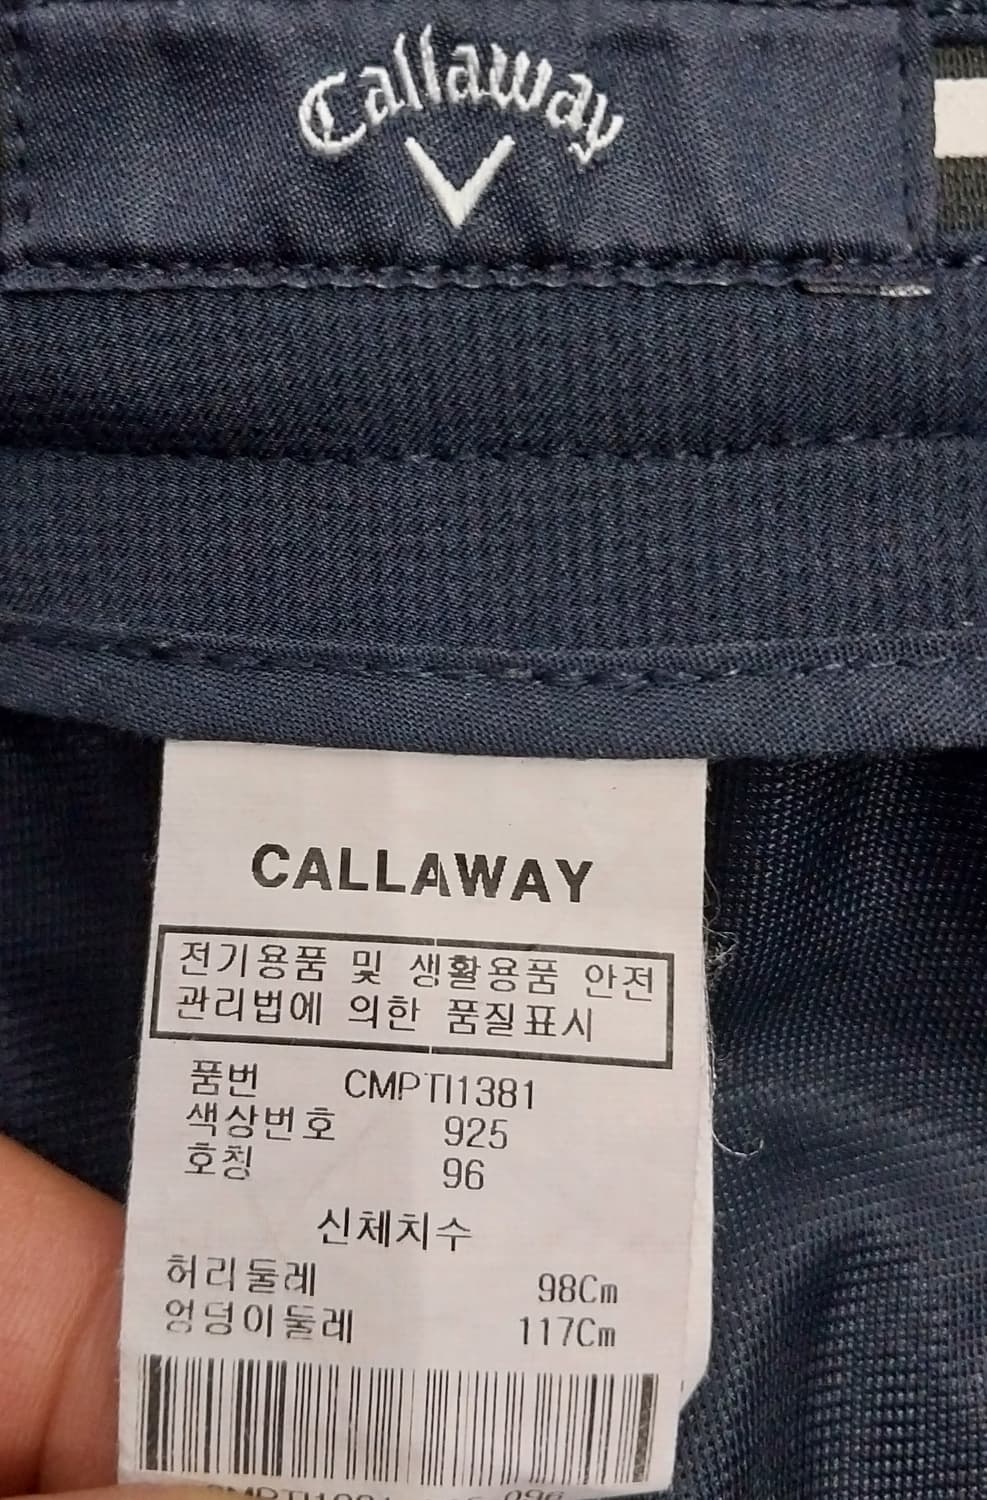 Callaway
CALLAWAY
전기용품 및 생활용품 안전
관리법에 의한 품질표시
품번 CMPTI1381
색상번호 925
호칭 96
신체치수
허리둘레 98Cm
엉덩이둘레 117Cm